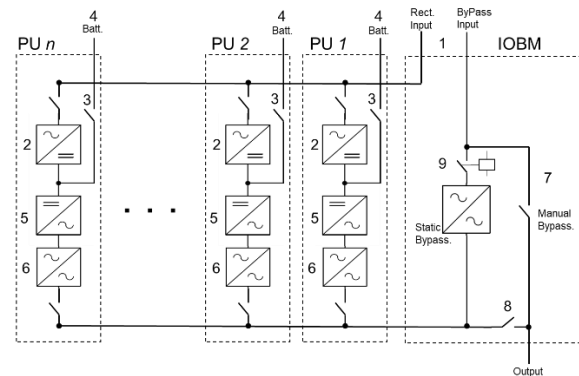 4
Batt.
4
Batt.
4
Batt.
Rect.
Input
1
ByPass
Input
IOBM
PU n
PU 2
PU 1
3
3
3
2
2
2
9
7
5
5
5
Static
Bypass.
Manual
Bypass.
6
6
6
8
Output